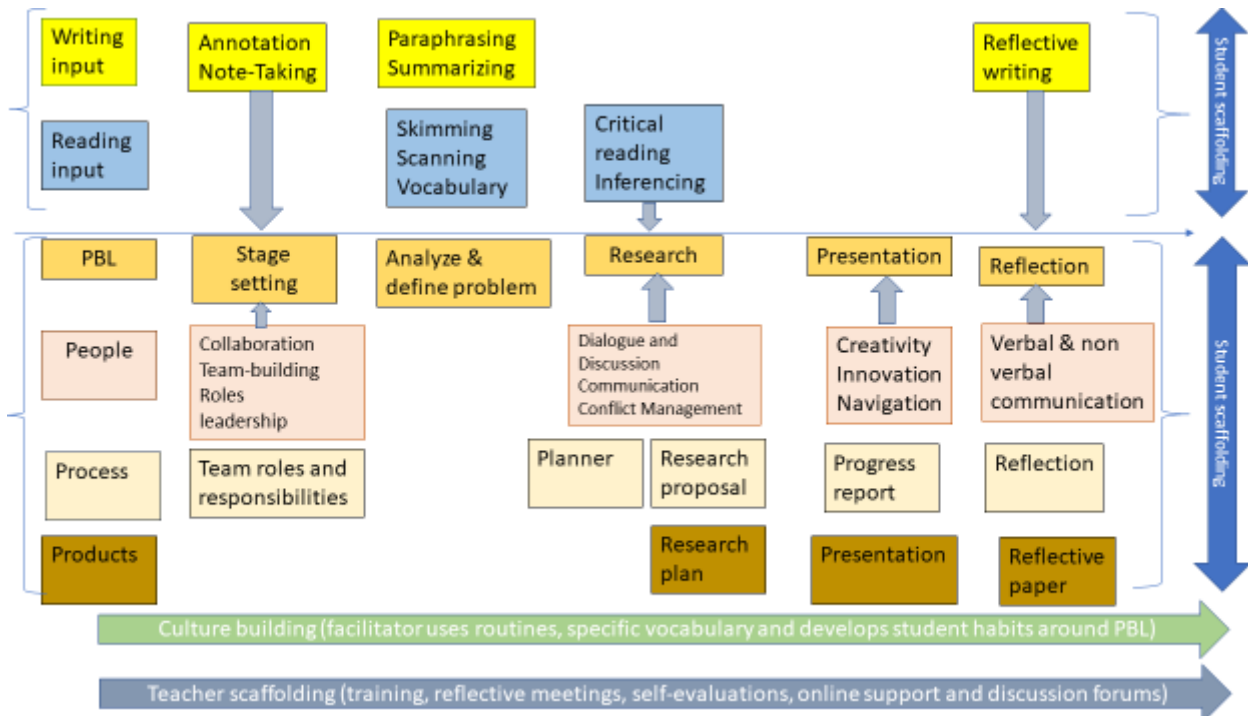 Writing
input
Annotation
Note-Taking
Paraphrasing
Summarizing
Reflective
writing
Student scaffolding
Reading
input
Skimming
Scanning
Vocabulary
Critical
reading
Inferencing
PBL
Stage
setting
Analyze &
define problem
Research
Presentation
Reflection
Student scaffolding
People
Collaboration
Team-building
Roles
leadership
Dialogue and
Discussion
Communication
Conflict Management
Creativity
Innovation
Navigation
Verbal & non
verbal
communication
Process
Team roles and
responsibilities
Planner
Research
proposal
Progress
report
Reflection
Products
Research
plan
Presentation
Reflective
paper
Culture building (facilitator uses routines, specific vocabulary and develops student habits around PBL)
Teacher scaffolding (training, reflective meetings, self-evaluations, online support and discussion forums)